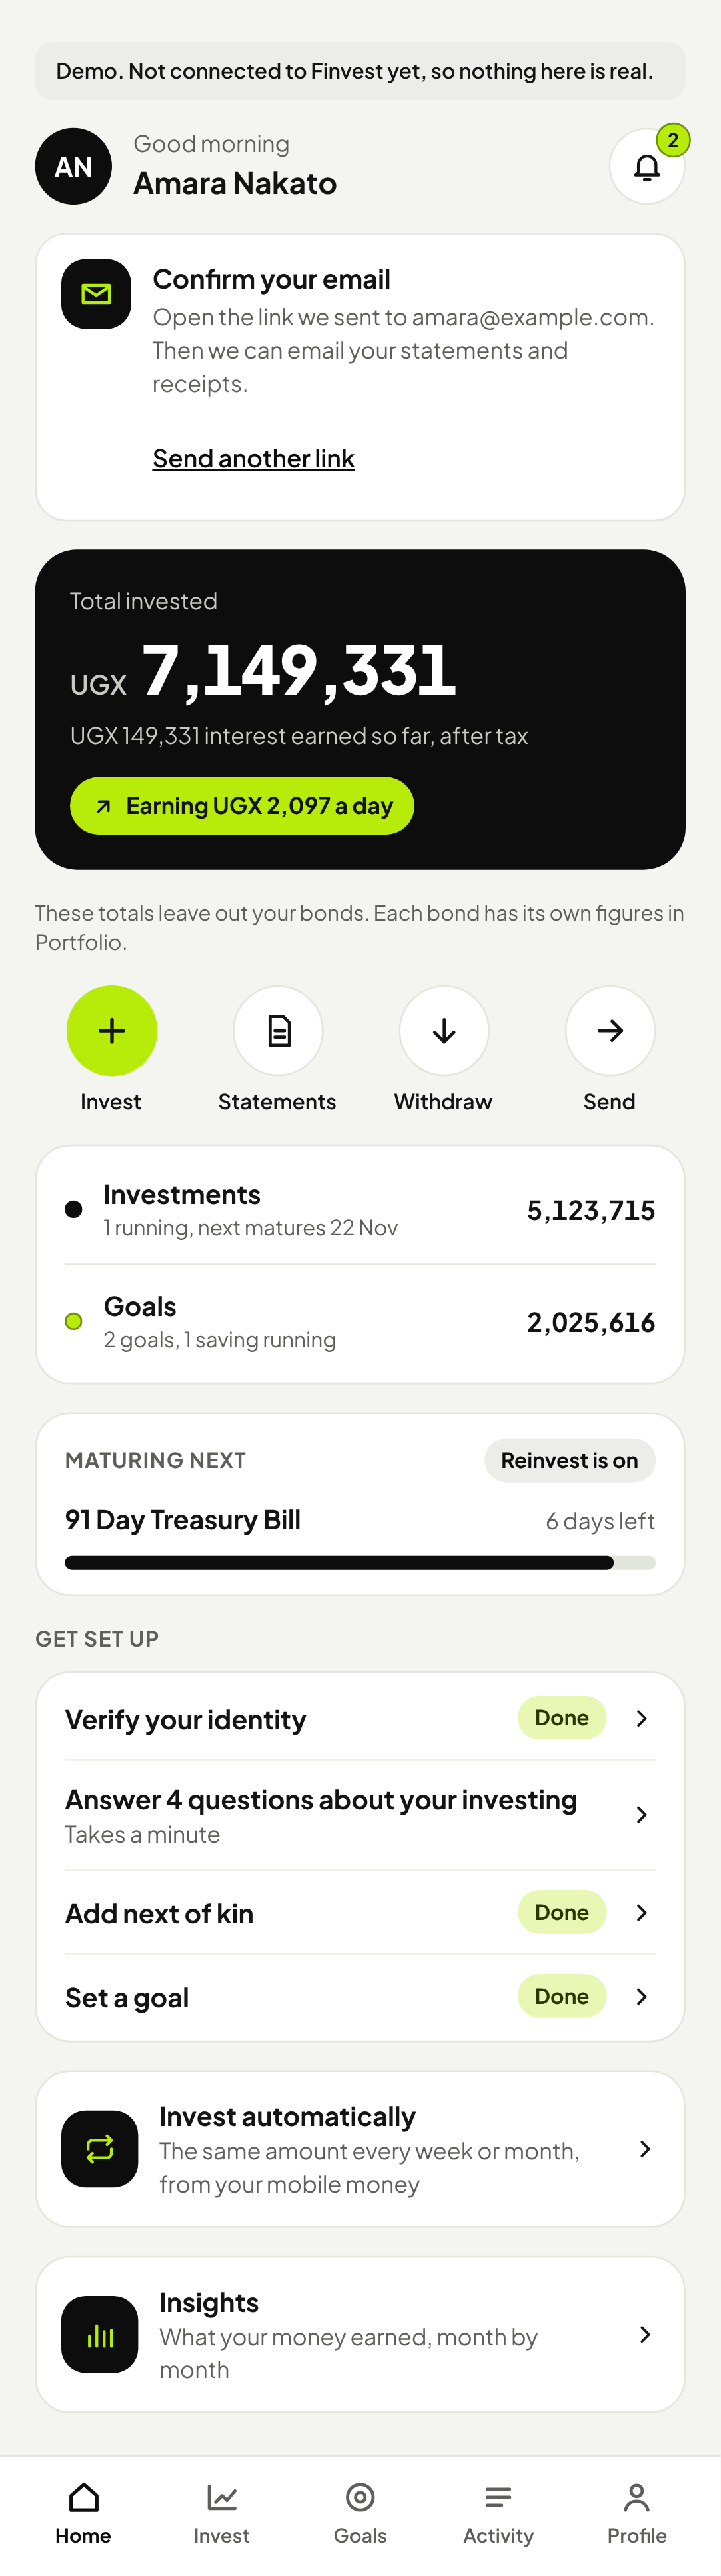 Demo. Not connected to Finvest yet, so nothing here is real.
AN
Good morning
Amara Nakato
2
Confirm your email
Open the link we sent to amara@example.com.
Then we can email your statements and
receipts.
Send another link
Total invested
UGX 7,149,331
UGX 149,331 interest earned so far, after tax
Earning UGX 2,097 a day
These totals leave out your bonds. Each bond has its own figures in
Portfolio.
Invest
Statements
Withdraw
Send
Investments
1 running, next matures 22 Nov
5,123,715
Goals
2 goals, 1 saving running
2,025,616
MATURING NEXT
Reinvest is on
91 Day Treasury Bill
6 days left
GET SET UP
Verify your identity
Done
Answer 4 questions about your investing
Takes a minute
Add next of kin
Done
Set a goal
Done
Invest automatically
The same amount every week or month,
from your mobile money
Insights
What your money earned, month by
month
Home
Invest
Goals
Activity
Profile